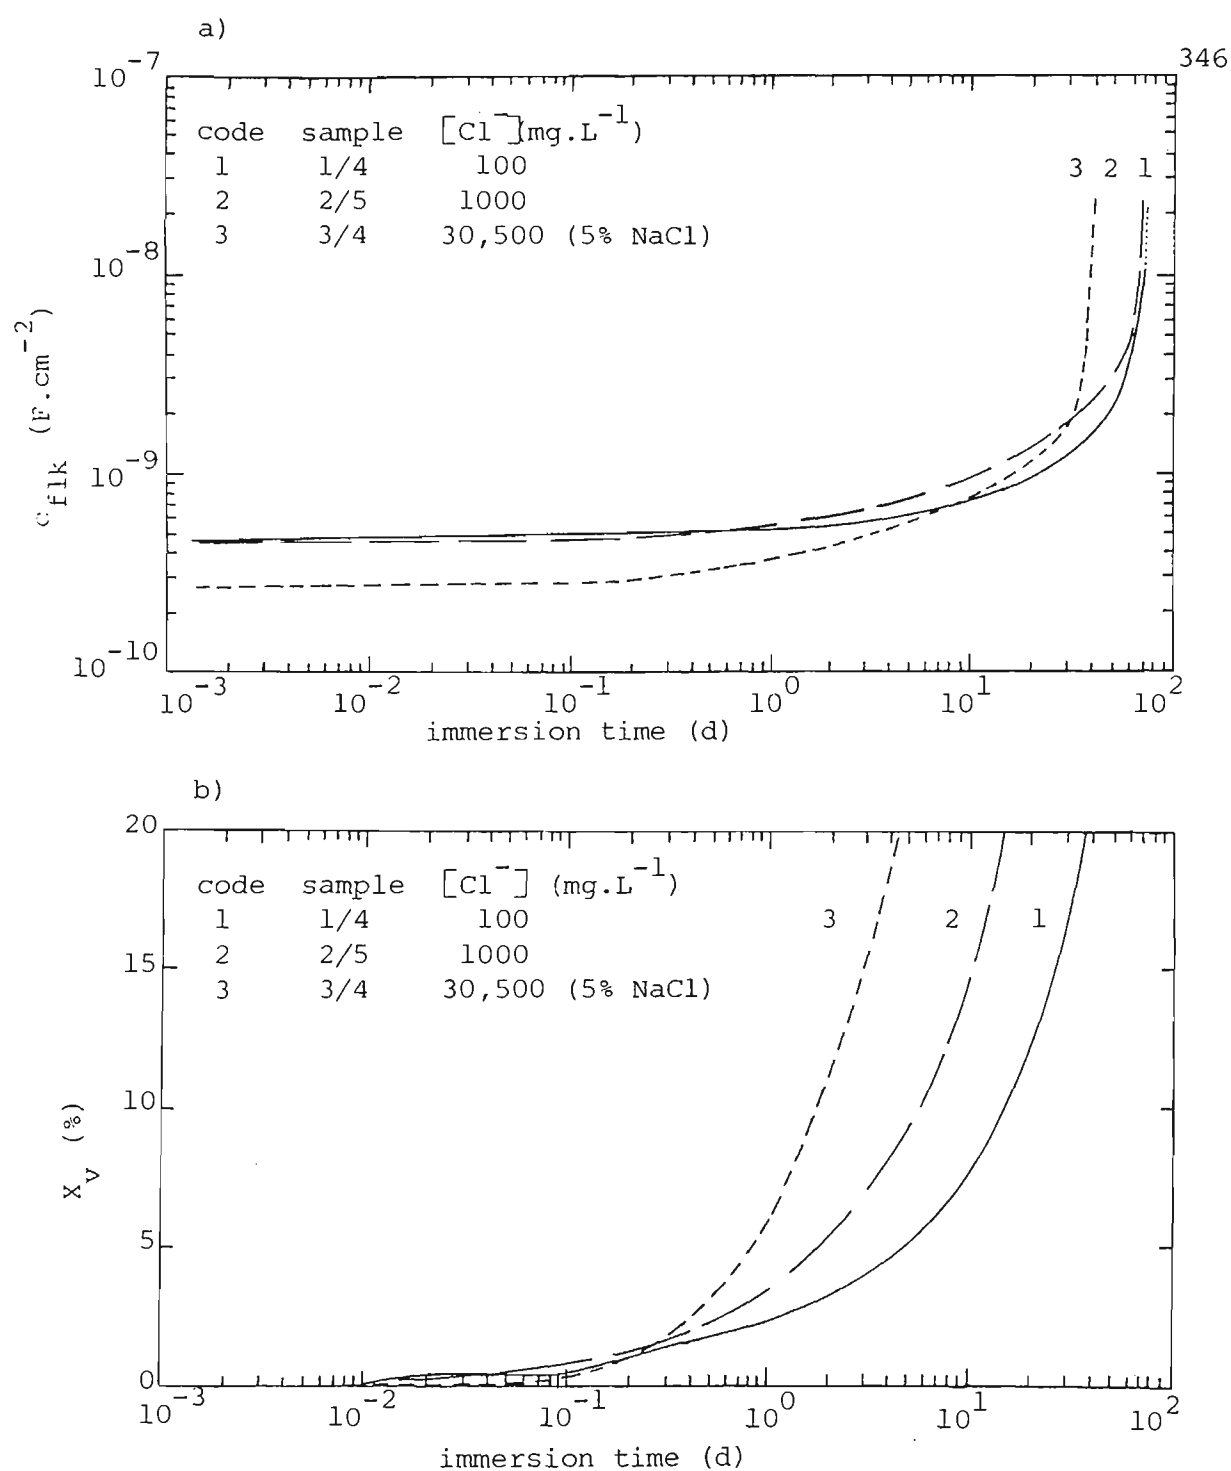 a)
346
10^-7
code sample [Cl^-](mg.L^-1)
1 1/4 100
2 2/5 1000
3 3/4 30,500 (5% NaCl)
3 2 1
10^-8
c_flk (F.cm^-2)
10^-9
10^-10
10^-3 10^-2 10^-1 10^0 10^1 10^2
immersion time (d)
b)
20
code sample [Cl^-] (mg.L^-1)
1 1/4 100
2 2/5 1000
3 3/4 30,500 (5% NaCl)
3 2 1
15
10
X_v (%)
5
0
10^-3 10^-2 10^-1 10^0 10^1 10^2
immersion time (d)